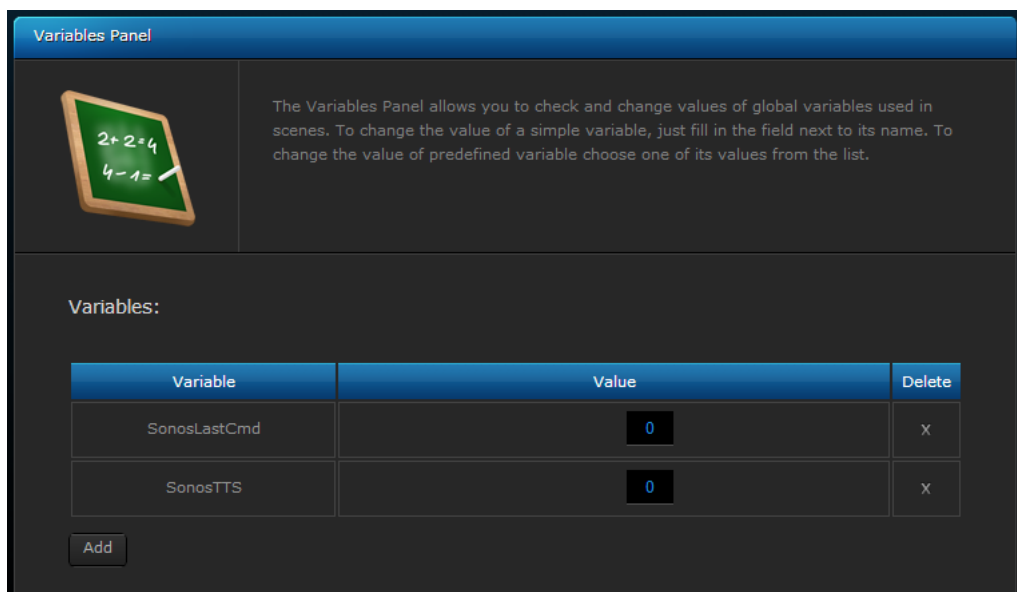 Variables Panel
2+2=4
4-1=
The Variables Panel allows you to check and change values of global variables used in
scenes. To change the value of a simple variable, just fill in the field next to its name. To
change the value of predefined variable choose one of its values from the list.
Variables:
Variable Value Delete
SonosLastCmd 0 x
SonosTTS 0 x
Add